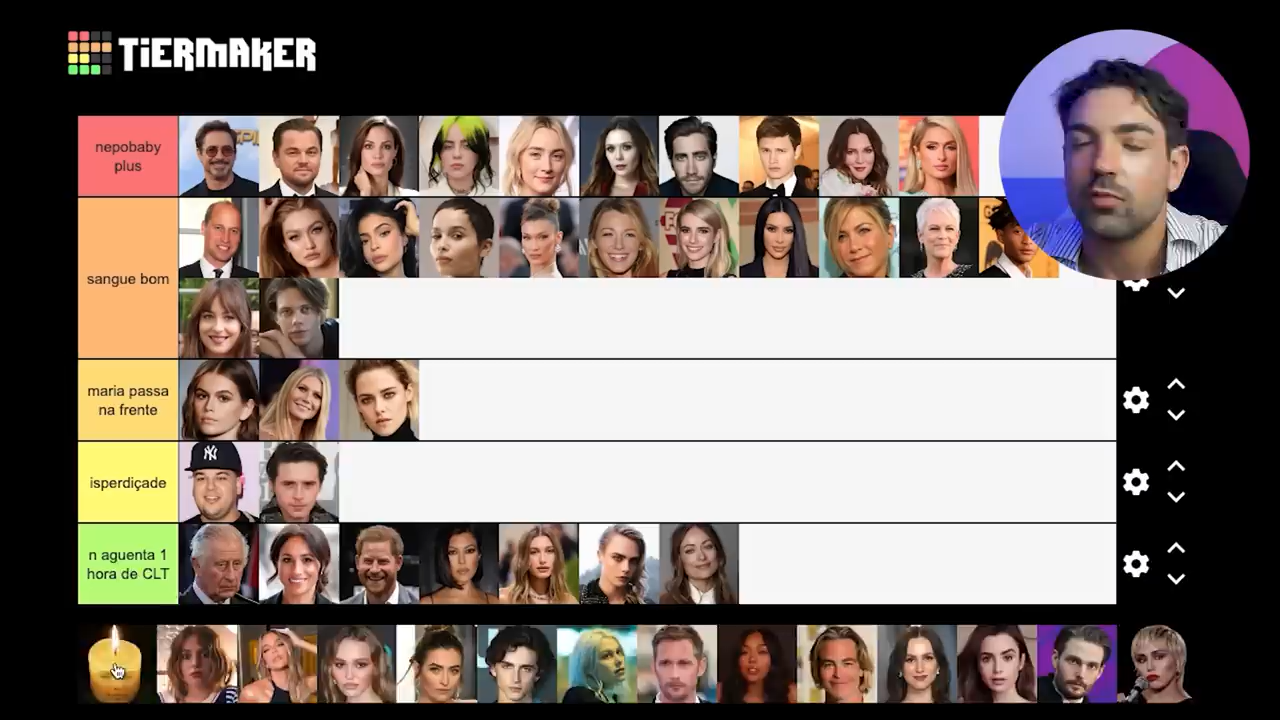 TiERMAKER
nepobaby
plus
sangue bom
maria passa
na frente
isperdiçade
n aguenta 1
hora de CLT